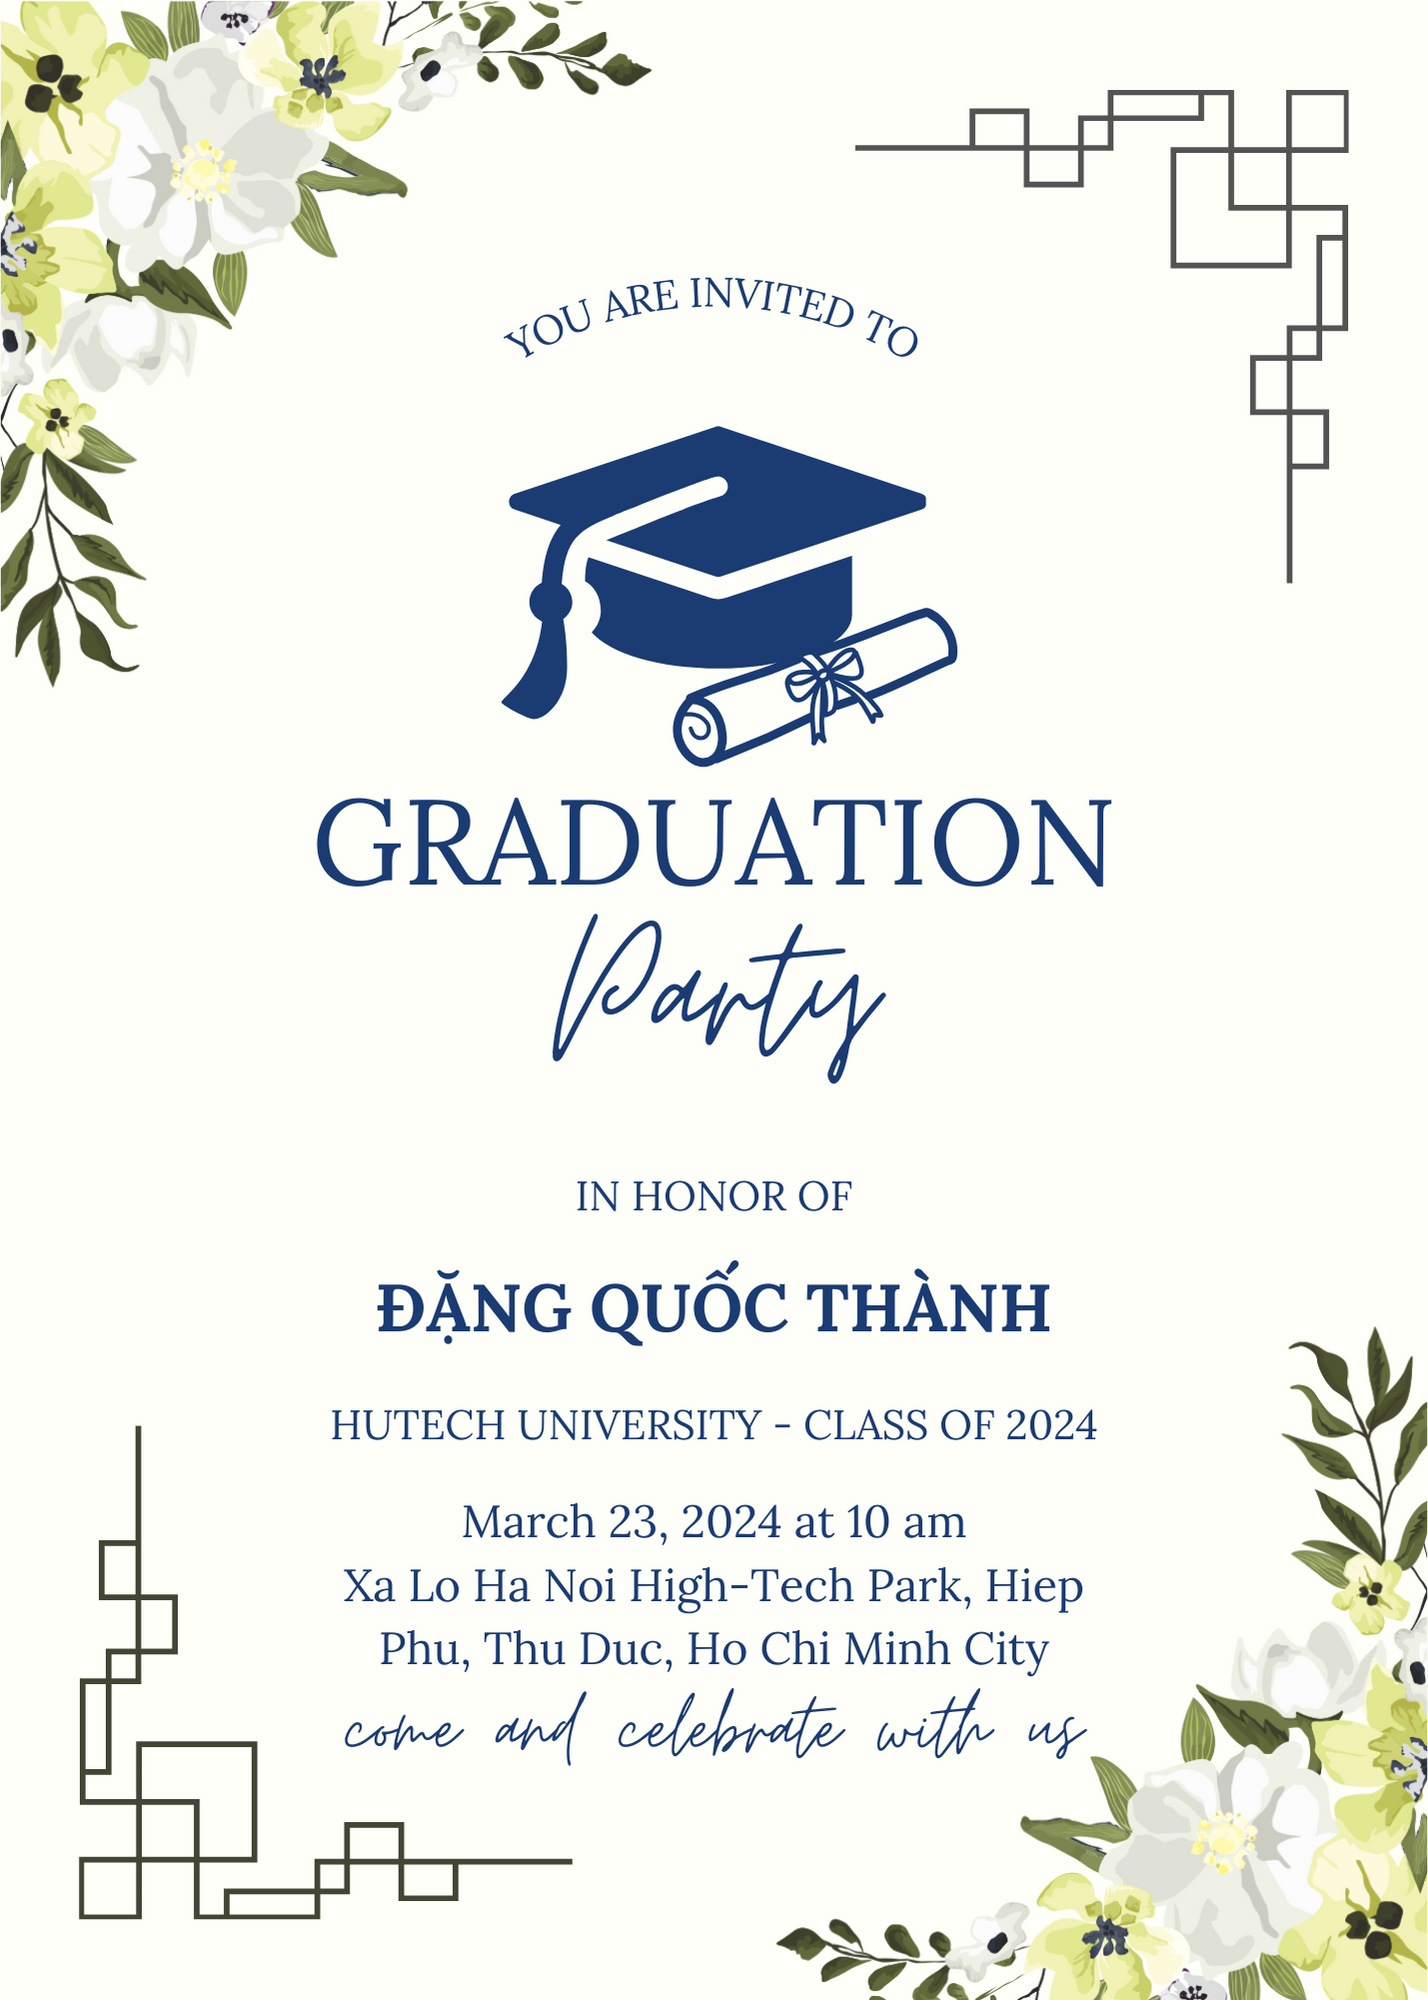 YOU ARE INVITED TO
GRADUATION
Party
IN HONOR OF
ĐẶNG QUỐC THÀNH
HUTECH UNIVERSITY - CLASS OF 2024
March 23, 2024 at 10 am
Xa Lo Ha Noi High-Tech Park, Hiep
Phu, Thu Duc, Ho Chi Minh City
come and celebrate with us